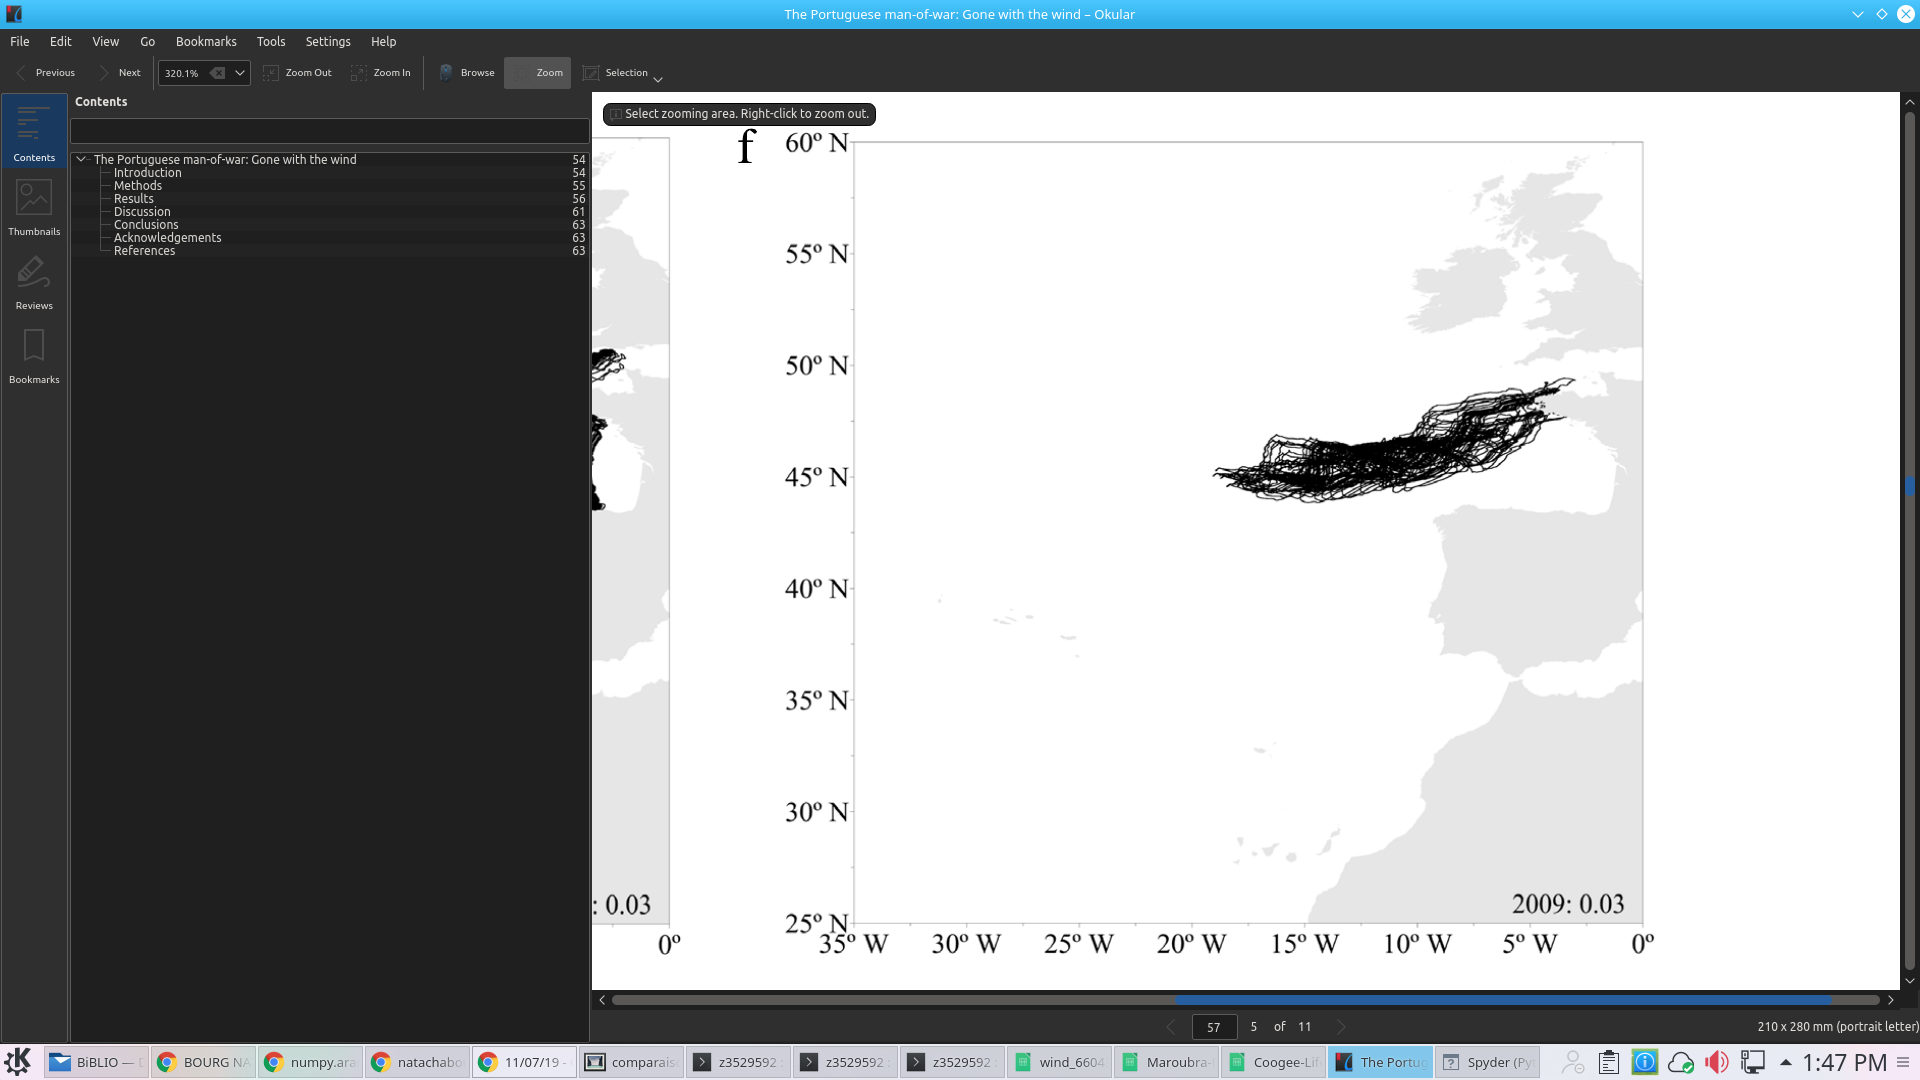 The Portuguese man-of-war: Gone with the wind – Okular
File Edit View Go Bookmarks Tools Settings Help
Previous Next 320.1% Zoom Out Zoom In Browse Zoom Selection
Contents
Contents
Thumbnails
Reviews
Bookmarks
The Portuguese man-of-war: Gone with the wind 54
Introduction 54
Methods 55
Results 56
Discussion 61
Conclusions 63
Acknowledgements 63
References 63
Select zooming area. Right-click to zoom out.
f
60º N
55º N
50º N
45º N
40º N
35º N
30º N
25º N
: 0.03
2009: 0.03
0º
35º W 30º W 25º W 20º W 15º W 10º W 5º W 0º
57 5 of 11
210 x 280 mm (portrait letter)
BiBLIO — BOURG NA numpy.ara natachabo 11/07/19 - comparais z3529592 z3529592 z3529592 wind_6604 Maroubra- Coogee-Lif The Portug Spyder (Py 1:47 PM